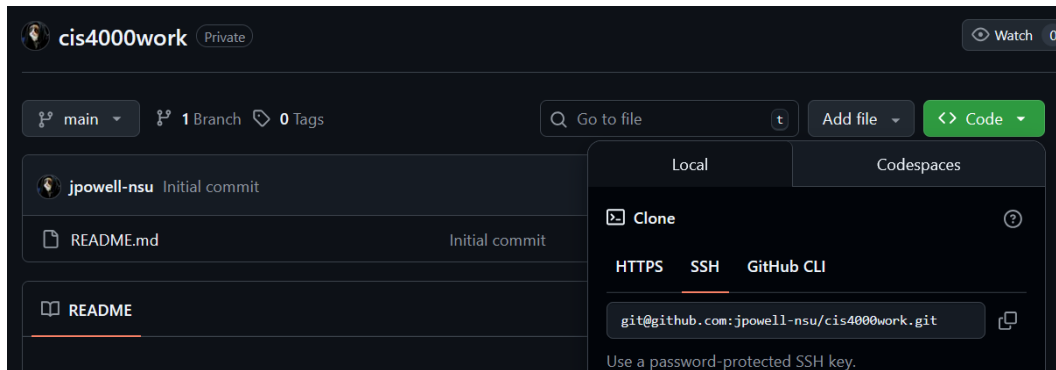 cis4000work Private
Watch 0
main 1 Branch 0 Tags
Go to file t Add file Code
Local Codespaces
jpowell-nsu Initial commit
Clone
README.md Initial commit
HTTPS SSH GitHub CLI
README
git@github.com:jpowell-nsu/cis4000work.git
Use a password-protected SSH key.